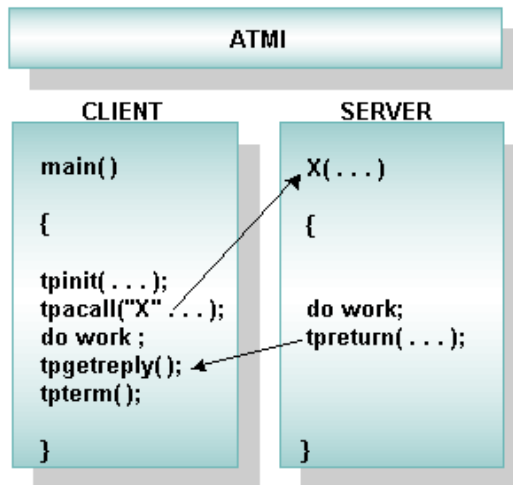 ATMI
CLIENT
main()
{
tpinit(...);
tpacall("X" ...);
do work ;
tpgetreply();
tpterm();
}
SERVER
X(...)
{
do work;
tpreturn(...);
}